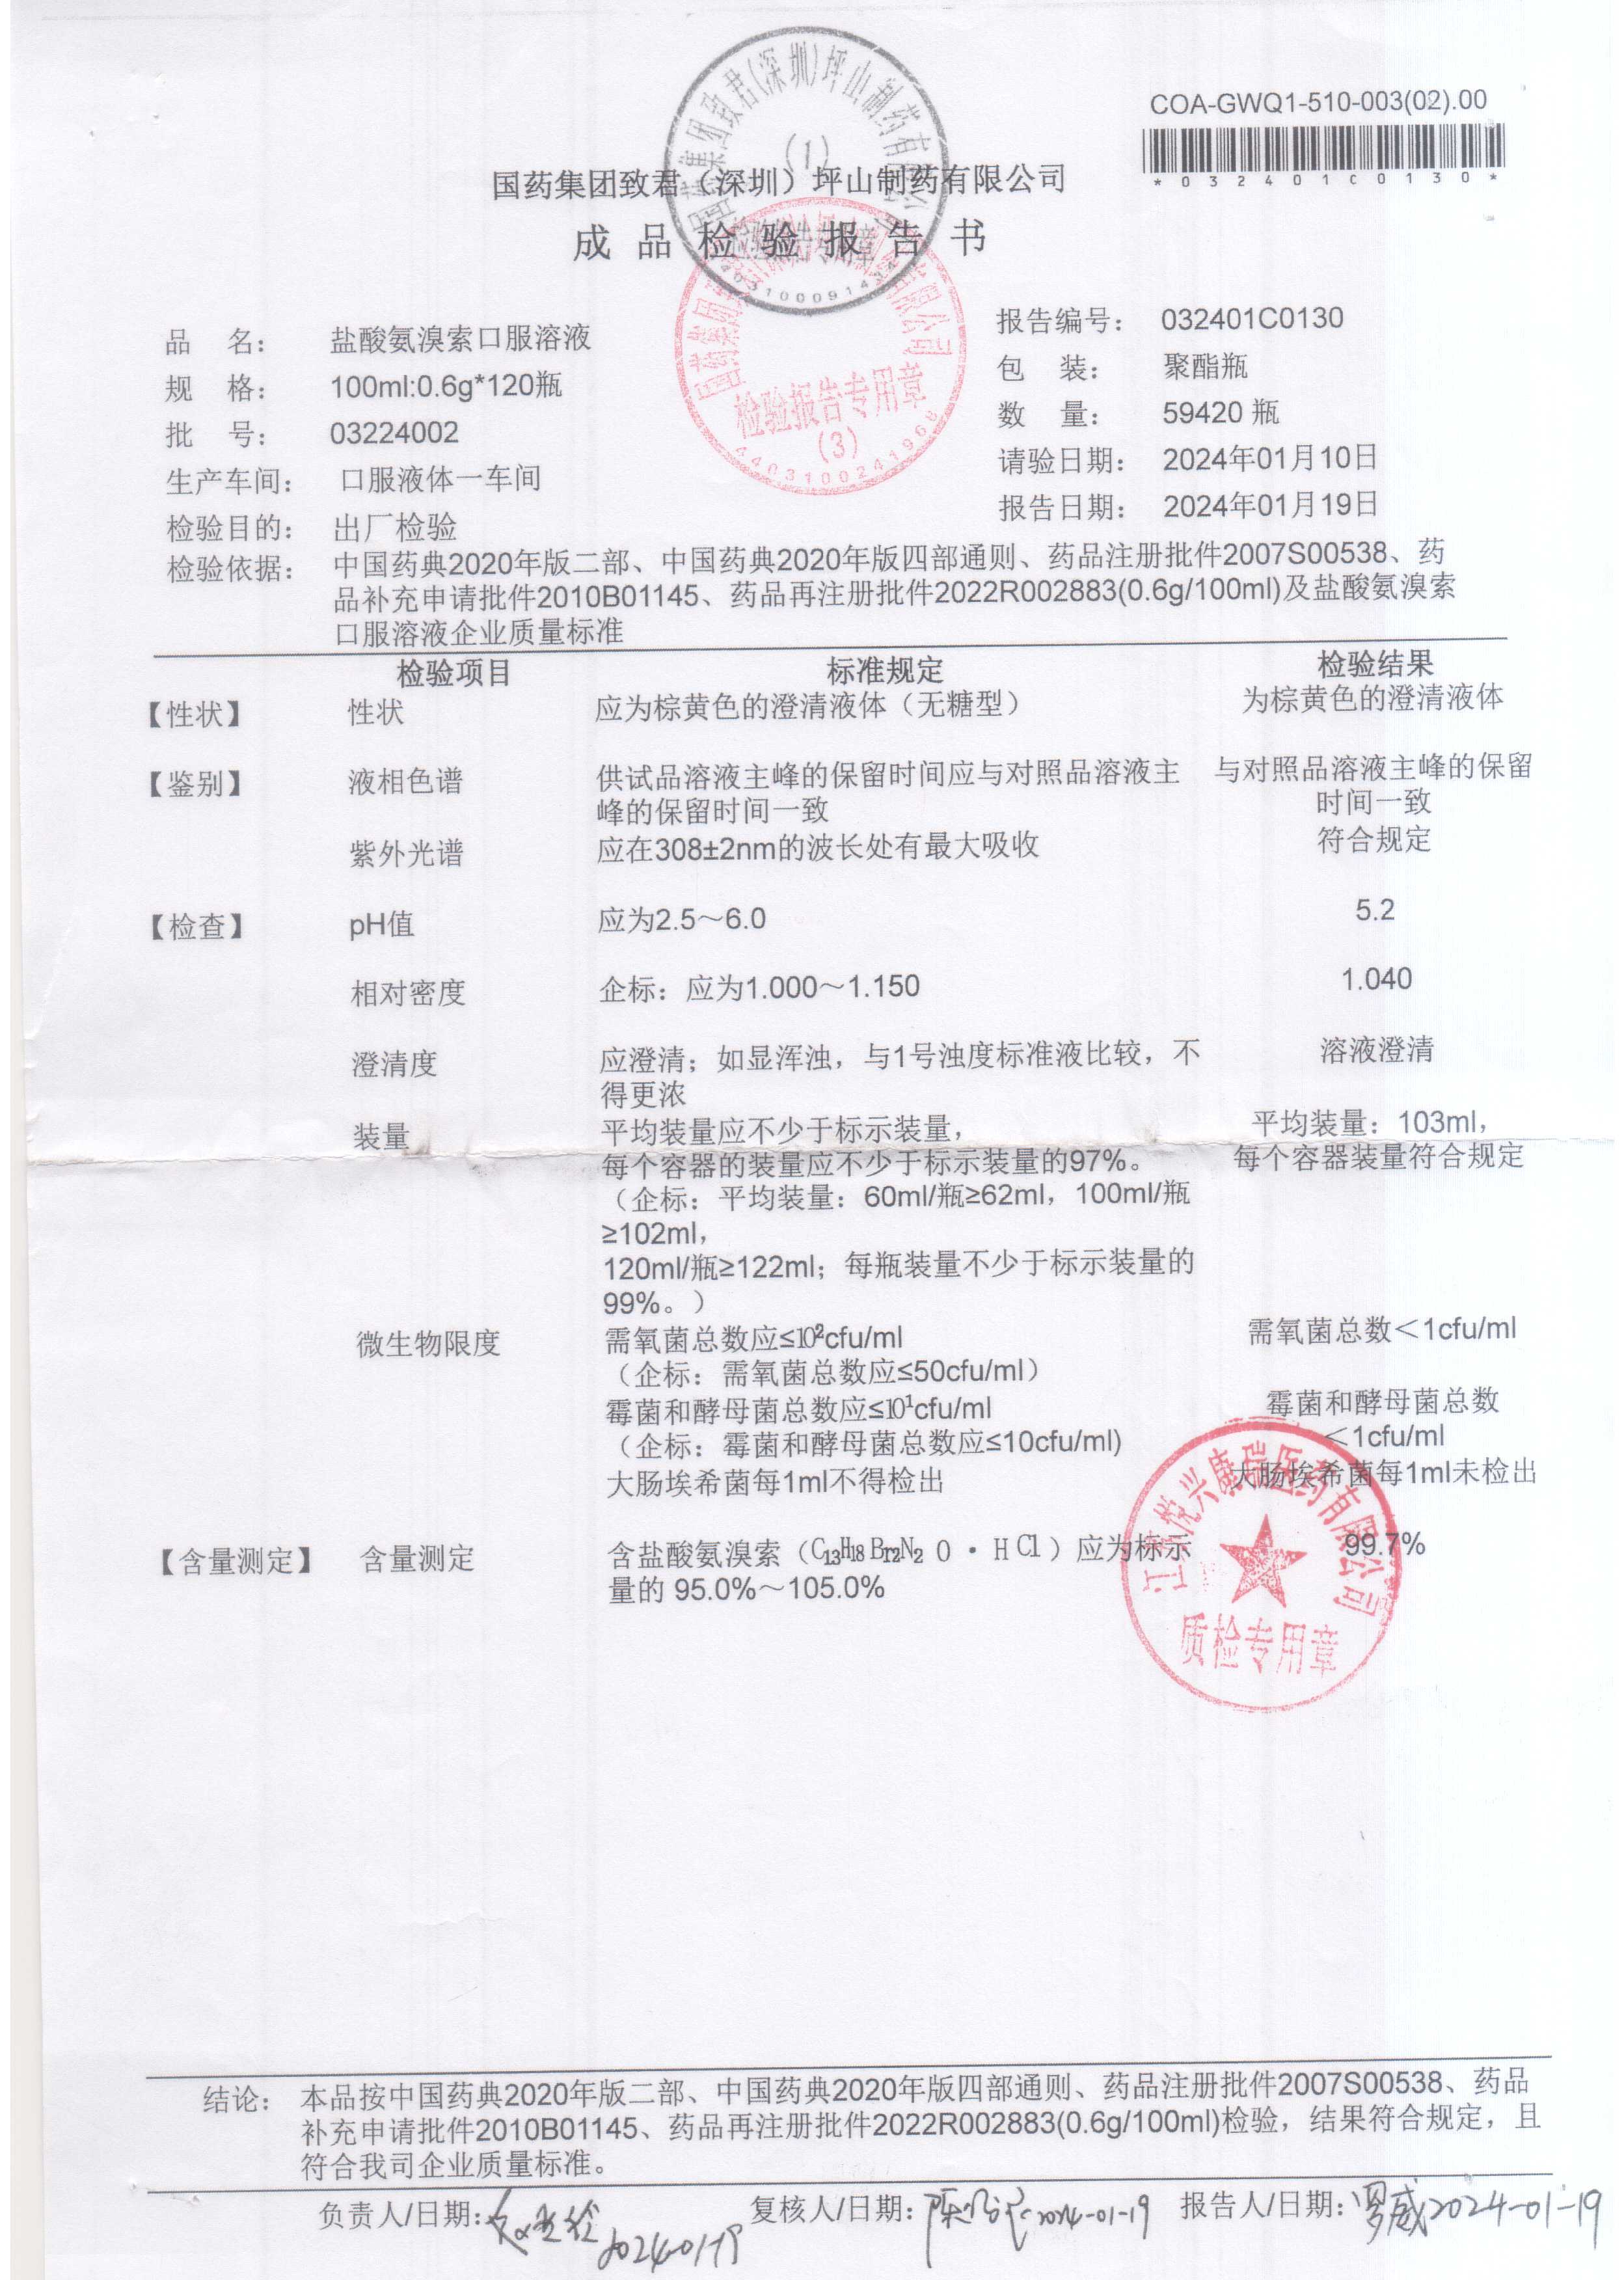 COA-GWQ1-510-003(02).00
*032401C0130*
国药集团致君（深圳）坪山制药有限公司
成品检验报告书
(1)
检验报告专用章
(3)
4403100241968
品 名： 盐酸氨溴索口服溶液
规 格： 100ml:0.6g*120瓶
批 号： 03224002
生产车间： 口服液体一车间
检验目的： 出厂检验
报告编号： 032401C0130
包 装： 聚酯瓶
数 量： 59420 瓶
请验日期： 2024年01月10日
报告日期： 2024年01月19日
检验依据： 中国药典2020年版二部、中国药典2020年版四部通则、药品注册批件2007S00538、药
品补充申请批件2010B01145、药品再注册批件2022R002883(0.6g/100ml)及盐酸氨溴索
口服溶液企业质量标准
检验项目 标准规定 检验结果
【性状】 性状 应为棕黄色的澄清液体（无糖型） 为棕黄色的澄清液体
【鉴别】 液相色谱 供试品溶液主峰的保留时间应与对照品溶液主 与对照品溶液主峰的保留
峰的保留时间一致 时间一致
紫外光谱 应在308±2nm的波长处有最大吸收 符合规定
【检查】 pH值 应为2.5～6.0 5.2
相对密度 企标：应为1.000～1.150 1.040
澄清度 应澄清；如显浑浊，与1号浊度标准液比较，不 溶液澄清
得更浓
装量 平均装量应不少于标示装量， 平均装量：103ml，
每个容器的装量应不少于标示装量的97%。 每个容器装量符合规定
（企标：平均装量：60ml/瓶≥62ml，100ml/瓶
≥102ml，
120ml/瓶≥122ml；每瓶装量不少于标示装量的
99%。）
微生物限度 需氧菌总数应≤10²cfu/ml 需氧菌总数＜1cfu/ml
（企标：需氧菌总数应≤50cfu/ml）
霉菌和酵母菌总数应≤10¹cfu/ml 霉菌和酵母菌总数
（企标：霉菌和酵母菌总数应≤10cfu/ml) ＜1cfu/ml
大肠埃希菌每1ml不得检出 大肠埃希菌每1ml未检出
【含量测定】 含量测定 含盐酸氨溴索（C₁₃H₁₈Br₂N₂O·HCl）应为标示 99.7%
量的 95.0%～105.0%
江苏悦兴康瑞医药有限公司
质检专用章
结论： 本品按中国药典2020年版二部、中国药典2020年版四部通则、药品注册批件2007S00538、药品
补充申请批件2010B01145、药品再注册批件2022R002883(0.6g/100ml)检验，结果符合规定，且
符合我司企业质量标准。
负责人/日期： 复核人/日期： 2024-01-19 报告人/日期：罗威2024-01-19